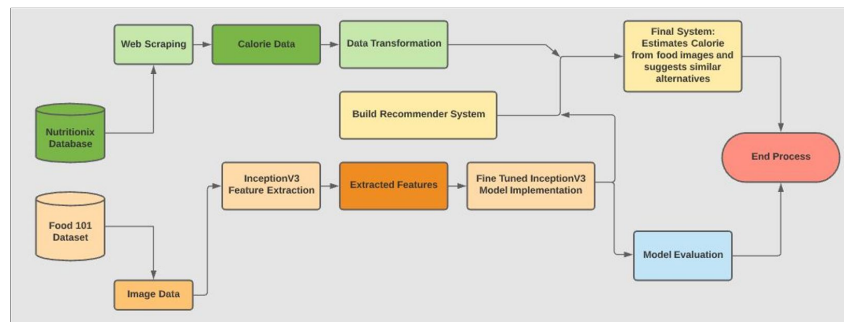 Web Scraping
Calorie Data
Data Transformation
Final System:
Estimates Calorie
from food images and
suggests similar
alternatives
Build Recommender System
Nutritionix
Database
End Process
InceptionV3
Feature Extraction
Extracted Features
Fine Tuned InceptionV3
Model Implementation
Food 101
Dataset
Model Evaluation
Image Data